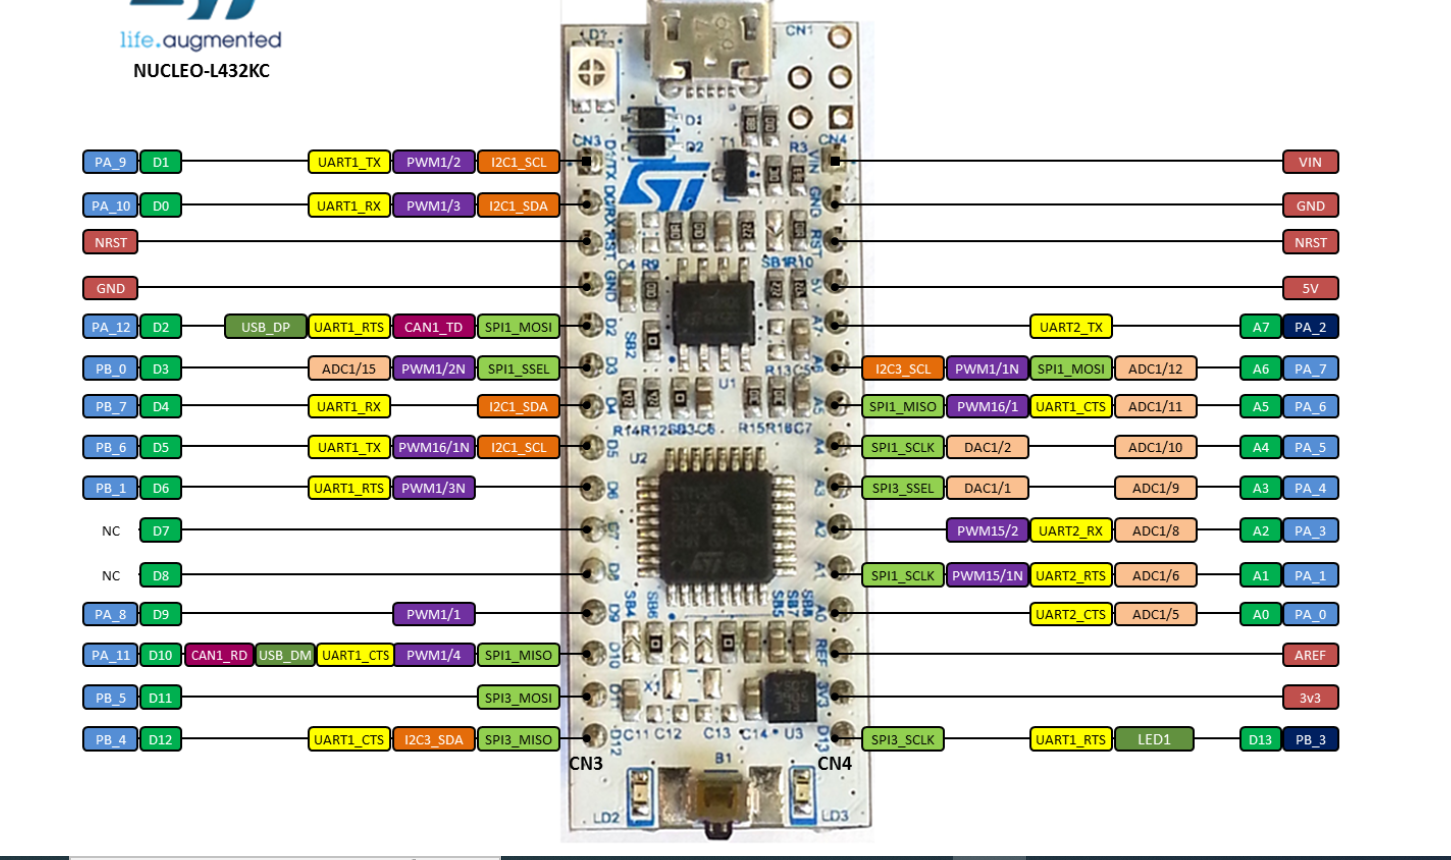 life.augmented
NUCLEO-L432KC
CN1
D1
D2
T1
R3
CN3
CN4
PA_9 D1 UART1_TX PWM1/2 I2C1_SCL D1/TX VIN VIN
PA_10 D0 UART1_RX PWM1/3 I2C1_SDA D0/RX GND GND
NRST RST RST NRST
C4 R9 SB1 R10
GND GND 5V 5V
PA_12 D2 USB_DP UART1_RTS CAN1_TD SPI1_MOSI D2 A7 UART2_TX A7 PA_2
SB2
PB_0 D3 ADC1/15 PWM1/2N SPI1_SSEL D3 A6 I2C3_SCL PWM1/1N SPI1_MOSI ADC1/12 A6 PA_7
R13 C5
U1
PB_7 D4 UART1_RX I2C1_SDA D4 A5 SPI1_MISO PWM16/1 UART1_CTS ADC1/11 A5 PA_6
R14 R12 SB3 C6 R15 R16 C7
PB_6 D5 UART1_TX PWM16/1N I2C1_SCL D5 A4 SPI1_SCLK DAC1/2 ADC1/10 A4 PA_5
U2
PB_1 D6 UART1_RTS PWM1/3N D6 A3 SPI3_SSEL DAC1/1 ADC1/9 A3 PA_4
NC D7 D7 A2 PWM15/2 UART2_RX ADC1/8 A2 PA_3
NC D8 D8 A1 SPI1_SCLK PWM15/1N UART2_RTS ADC1/6 A1 PA_1
SB4 SB6 SB5 SB7 SB8
PA_8 D9 PWM1/1 D9 A0 UART2_CTS ADC1/5 A0 PA_0
PA_11 D10 CAN1_RD USB_DM UART1_CTS PWM1/4 SPI1_MISO D10 REF AREF
X1
PB_5 D11 SPI3_MOSI D11 3V3 3v3
C11 C12 C13 C14 U3
PB_4 D12 UART1_CTS I2C3_SDA SPI3_MISO D12 D13 SPI3_SCLK UART1_RTS LED1 D13 PB_3
CN3 B1 CN4
LD2 LD3